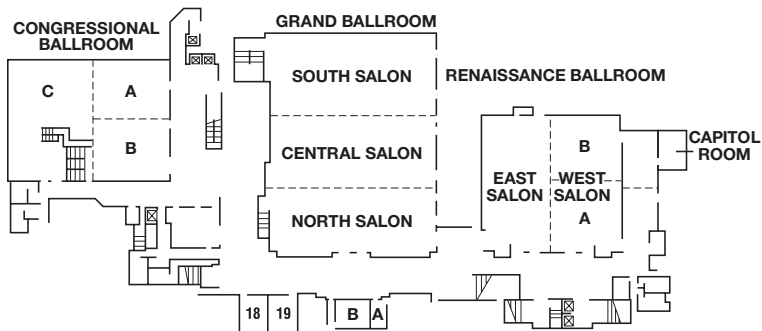 CONGRESSIONAL
BALLROOM
C
A
B
GRAND BALLROOM
SOUTH SALON
CENTRAL SALON
NORTH SALON
RENAISSANCE BALLROOM
EAST
SALON
B
WEST
SALON
A
CAPITOL
ROOM
18
19
B
A